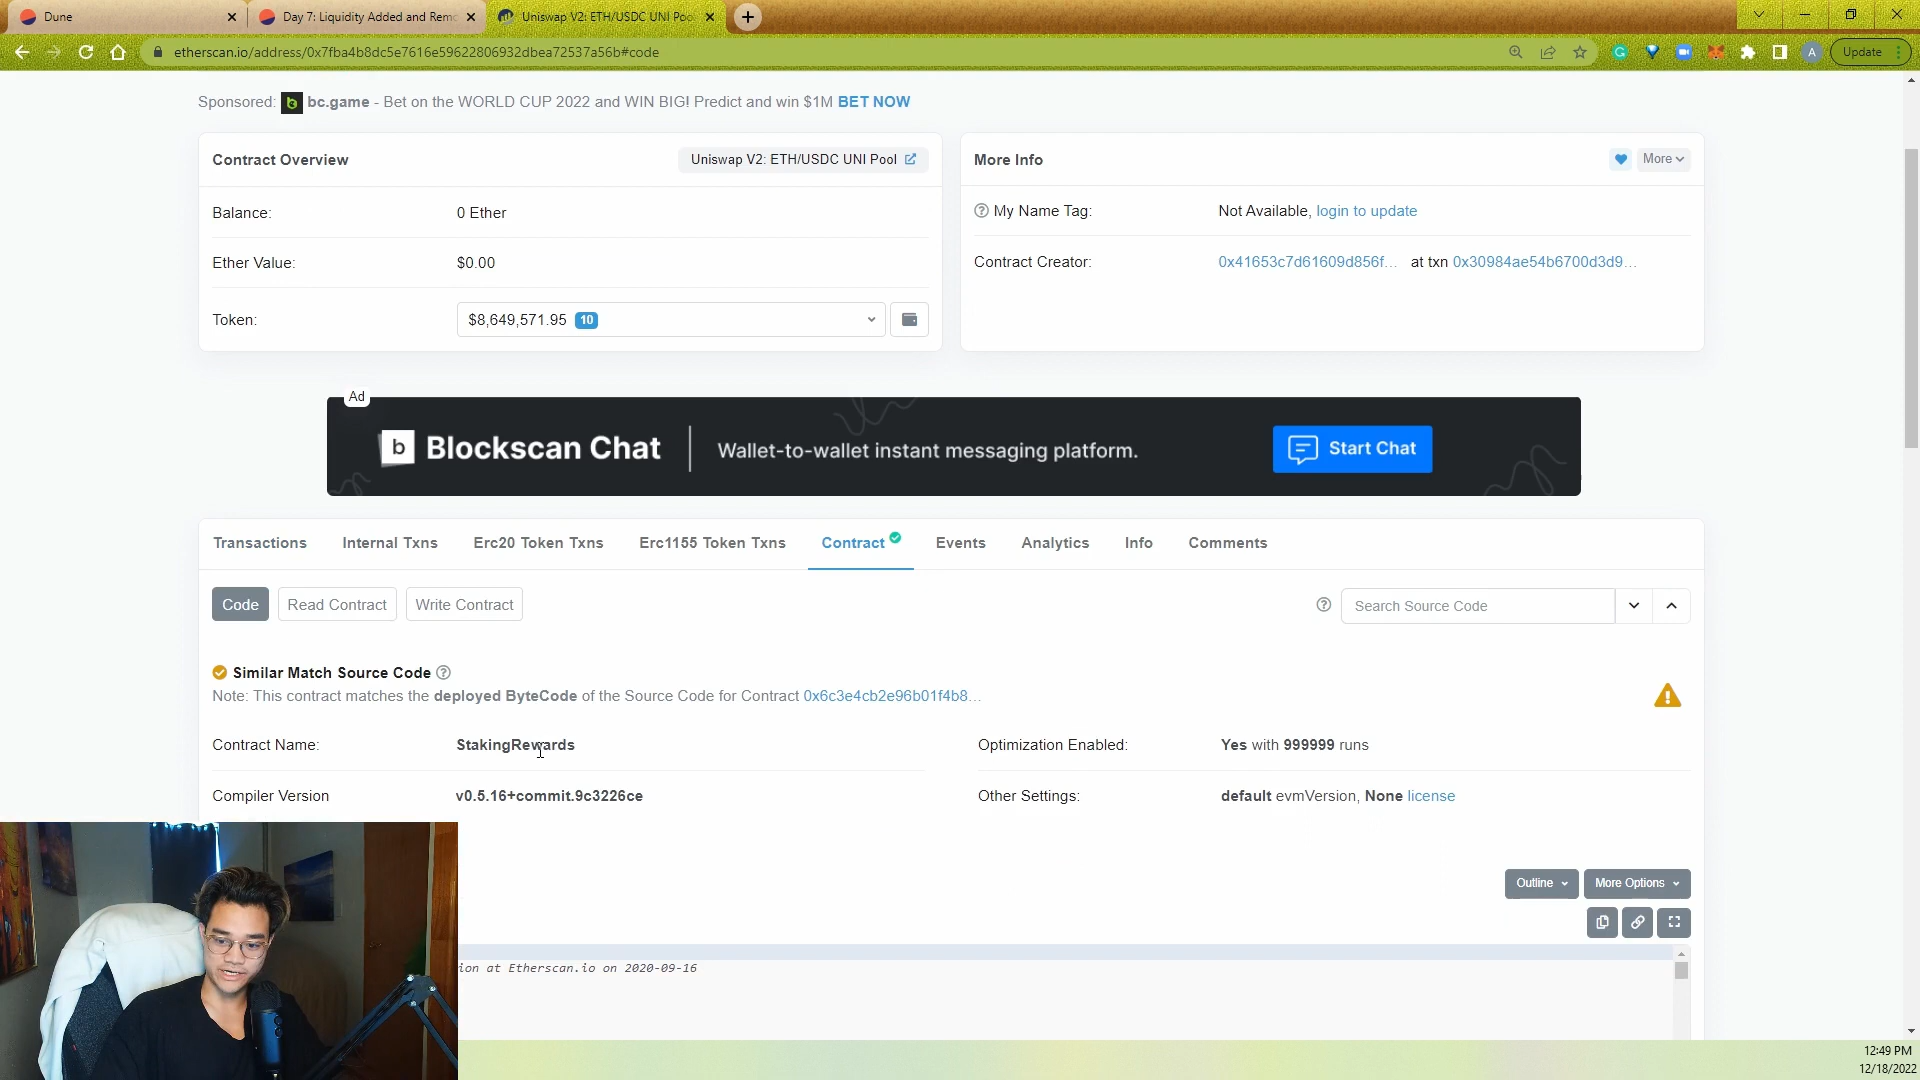 Dune
Day 7: Liquidity Added and Remo
Uniswap V2: ETH/USDC UNI Poo
etherscan.io/address/0x7fba4b8dc5e7616e59622806932dbea72537a56b#code
A
Update
Sponsored: bc.game - Bet on the WORLD CUP 2022 and WIN BIG! Predict and win $1M BET NOW
Contract Overview
Uniswap V2: ETH/USDC UNI Pool
Balance: 0 Ether
Ether Value: $0.00
Token: $8,649,571.95 10
More Info
More
My Name Tag: Not Available, login to update
Contract Creator: 0x41653c7d61609d856f... at txn 0x30984ae54b6700d3d9...
Ad
b Blockscan Chat
Wallet-to-wallet instant messaging platform.
Start Chat
Transactions Internal Txns Erc20 Token Txns Erc1155 Token Txns Contract Events Analytics Info Comments
Code Read Contract Write Contract
Search Source Code
Similar Match Source Code
Note: This contract matches the deployed ByteCode of the Source Code for Contract 0x6c3e4cb2e96b01f4b8...
Contract Name: StakingRewards
Optimization Enabled: Yes with 999999 runs
Compiler Version v0.5.16+commit.9c3226ce
Other Settings: default evmVersion, None license
Outline More Options
ion at Etherscan.io on 2020-09-16
12:49 PM
12/18/2022